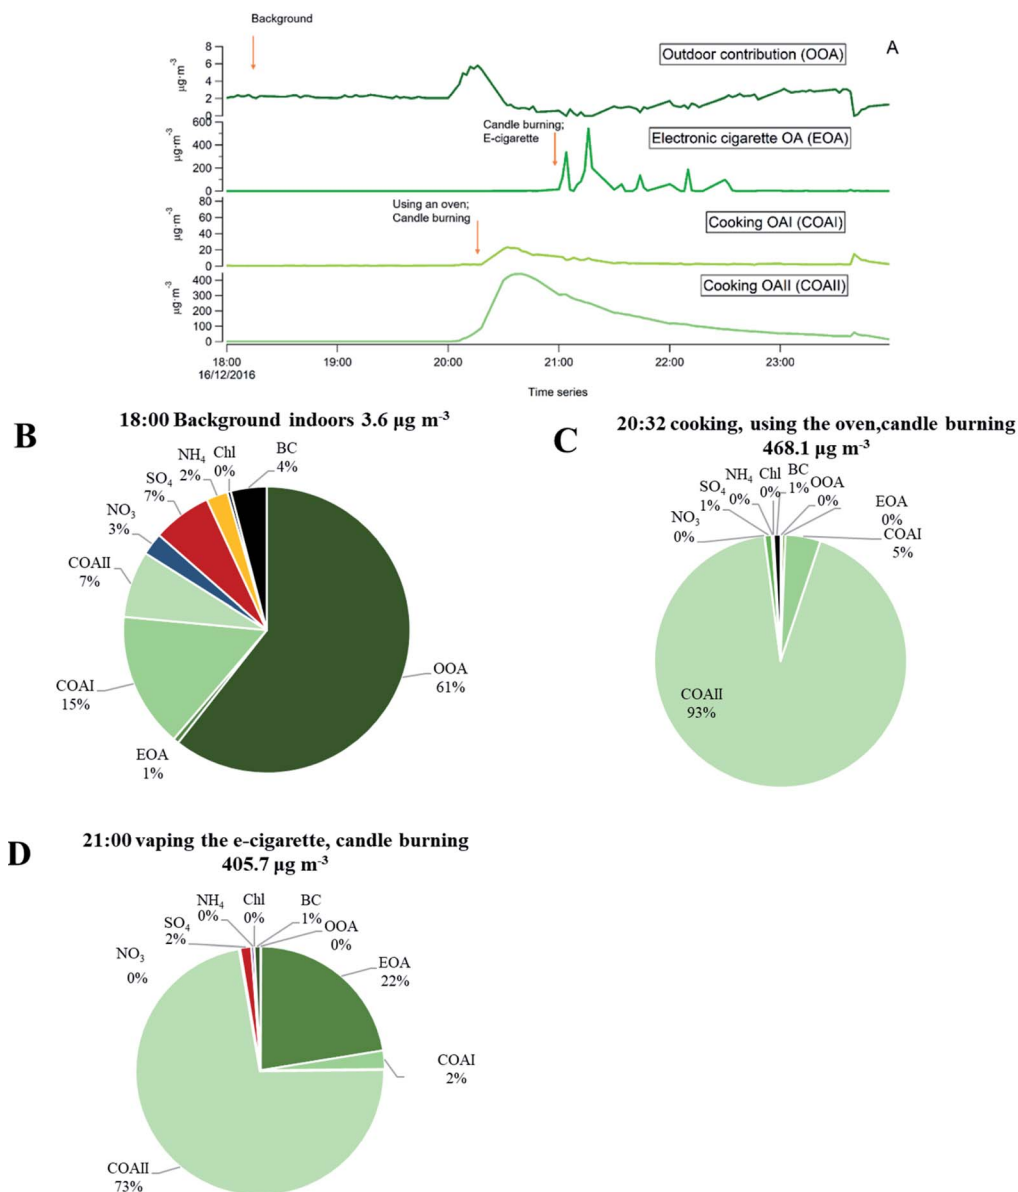 Background
A
Outdoor contribution (OOA)
µg·m⁻³
8
6
4
2
0
Candle burning;
E-cigarette
Electronic cigarette OA (EOA)
µg·m⁻³
600
400
200
0
Using an oven;
Candle burning
Cooking OAI (COAI)
µg·m⁻³
80
60
40
20
0
Cooking OAII (COAII)
µg·m⁻³
400
300
200
100
0
18:00 19:00 20:00 21:00 22:00 23:00
16/12/2016
Time series
B
18:00 Background indoors 3.6 µg m⁻³
BC
4%
Chl
0%
NH₄
2%
SO₄
7%
NO₃
3%
COAII
7%
COAI
15%
EOA
1%
OOA
61%
C
20:32 cooking, using the oven,candle burning
468.1 µg m⁻³
NO₃
0%
SO₄
1%
NH₄
0%
Chl
0%
BC
1%
OOA
0%
EOA
0%
COAI
5%
COAII
93%
D
21:00 vaping the e-cigarette, candle burning
405.7 µg m⁻³
NO₃
0%
SO₄
2%
NH₄
0%
Chl
0%
BC
1%
OOA
0%
EOA
22%
COAI
2%
COAII
73%